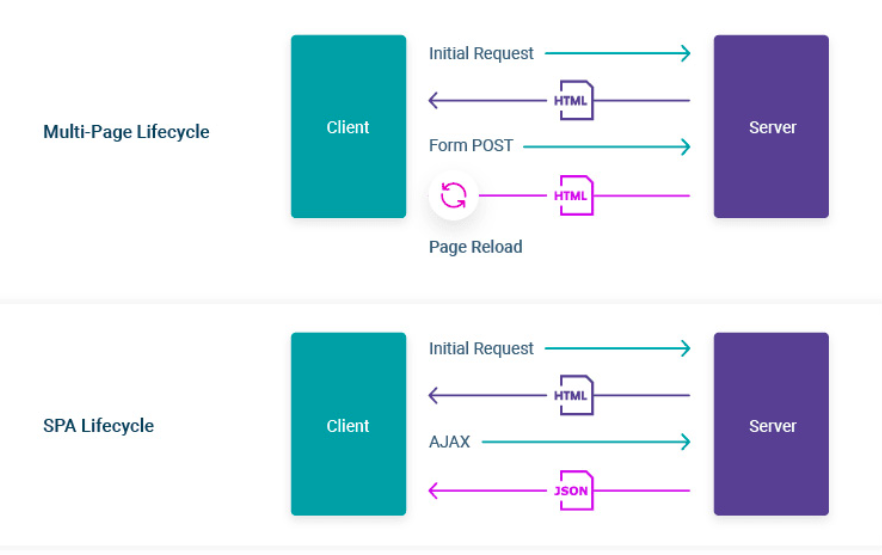 Initial Request
HTML
Multi-Page Lifecycle
Client
Server
Form POST
HTML
Page Reload
Initial Request
HTML
SPA Lifecycle
Client
Server
AJAX
JSON